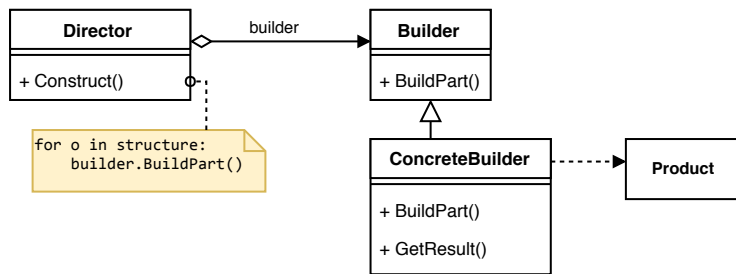 Director
+ Construct()
builder
Builder
+ BuildPart()
for o in structure:
    builder.BuildPart()
ConcreteBuilder
+ BuildPart()
+ GetResult()
Product